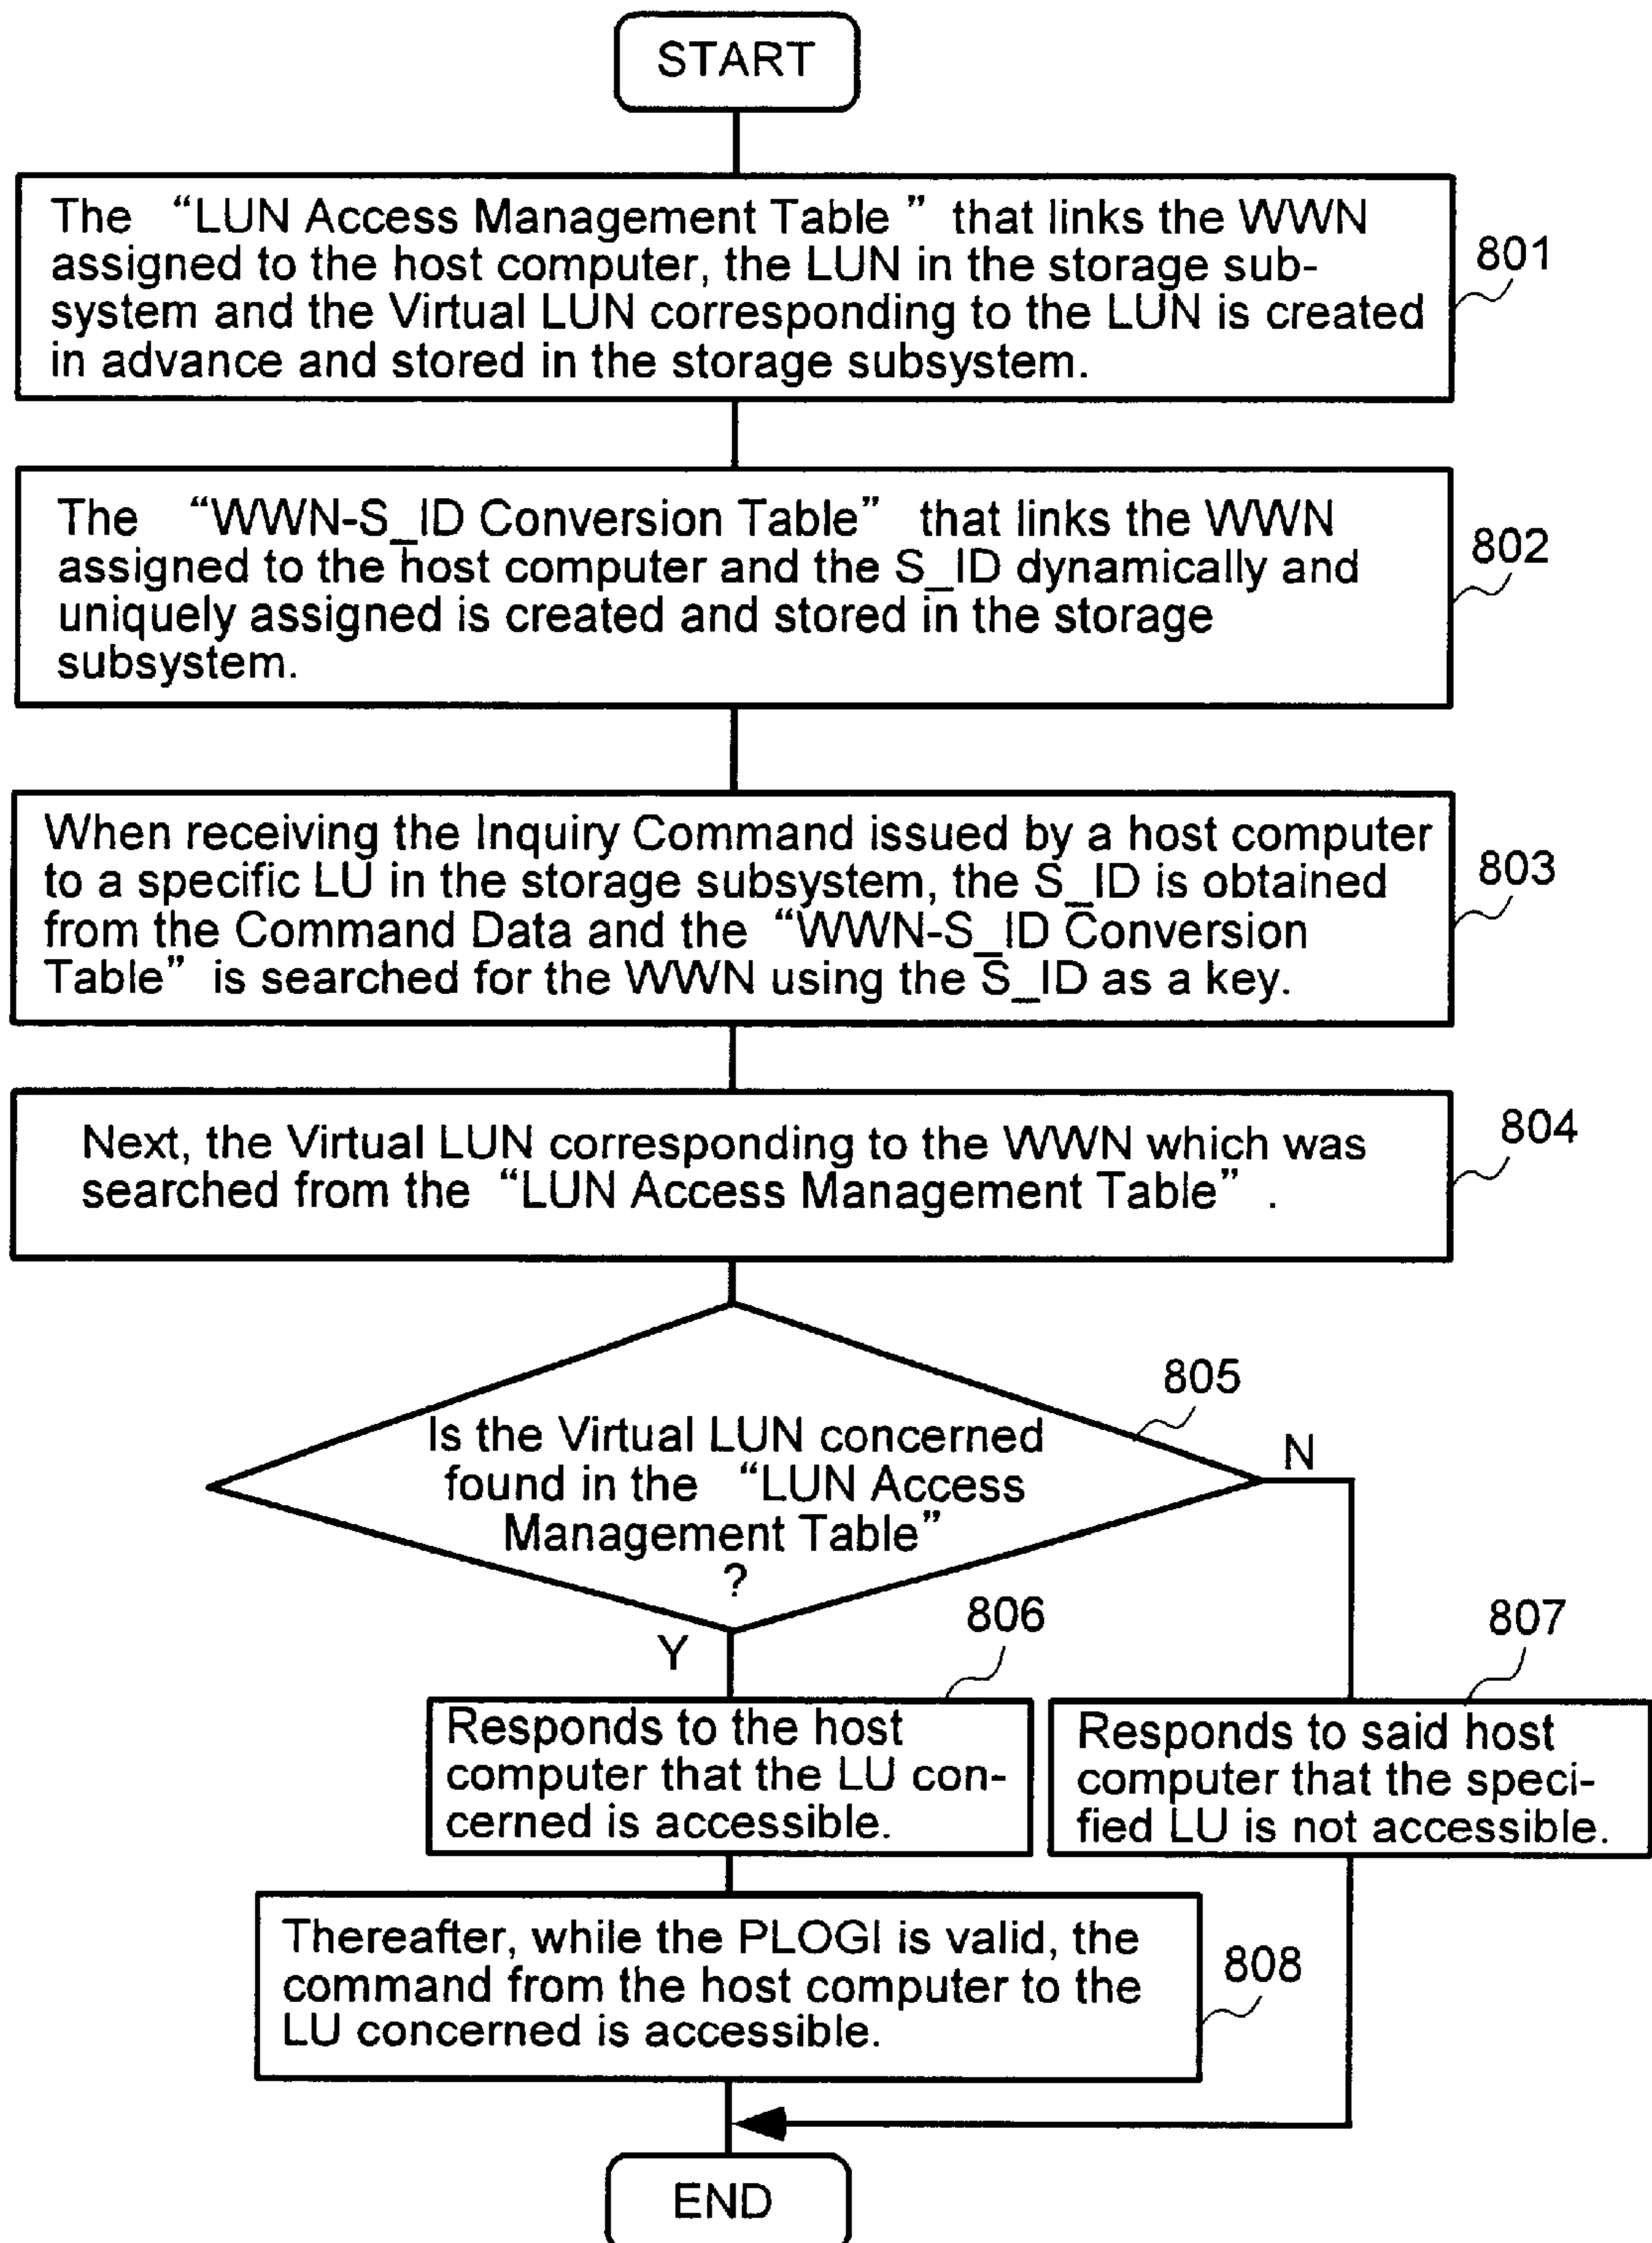 START
The “LUN Access Management Table ” that links the WWN
assigned to the host computer, the LUN in the storage sub-
system and the Virtual LUN corresponding to the LUN is created
in advance and stored in the storage subsystem.
801
The “WWN-S_ID Conversion Table” that links the WWN
assigned to the host computer and the S_ID dynamically and
uniquely assigned is created and stored in the storage
subsystem.
802
When receiving the Inquiry Command issued by a host computer
to a specific LU in the storage subsystem, the S_ID is obtained
from the Command Data and the “WWN-S_ID Conversion
Table” is searched for the WWN using the S_ID as a key.
803
Next, the Virtual LUN corresponding to the WWN which was
searched from the “LUN Access Management Table” .
804
805
Is the Virtual LUN concerned
found in the “LUN Access
Management Table”
?
N
Y
806
Responds to the host
computer that the LU con-
cerned is accessible.
807
Responds to said host
computer that the speci-
fied LU is not accessible.
Thereafter, while the PLOGI is valid, the
command from the host computer to the
LU concerned is accessible.
808
END